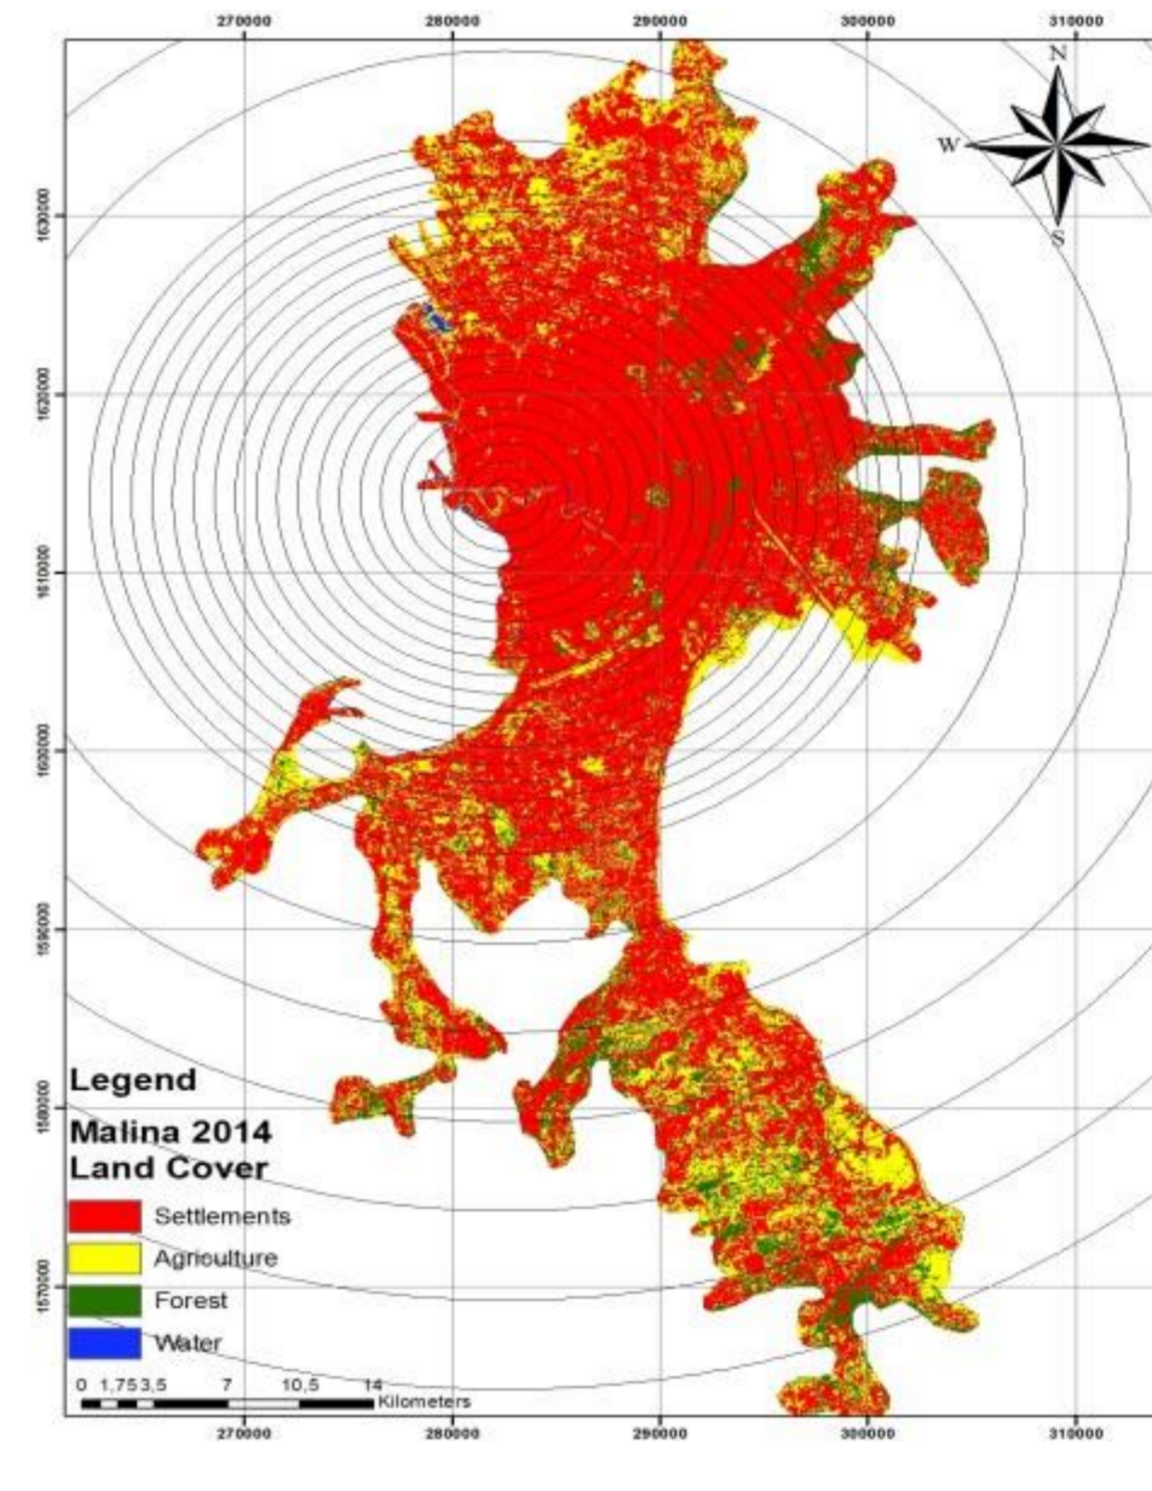 270000 280000 290000 300000 310000
N
W
S
1630000
1620000
1610000
1600000
1590000
1580000
1570000
Legend
Malina 2014
Land Cover
Settlements
Agriculture
Forest
Water
0 1,75 3,5 7 10,5 14
Kilometers
270000 280000 290000 300000 310000